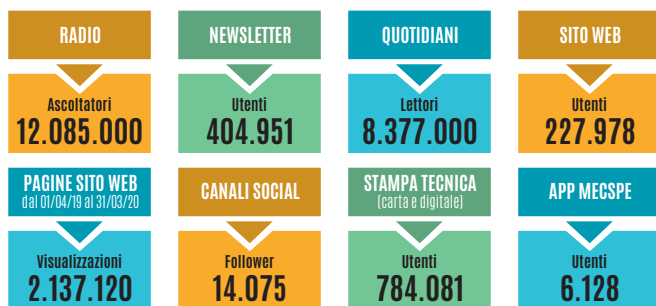 RADIO
Ascoltatori
12.085.000
NEWSLETTER
Utenti
404.951
QUOTIDIANI
Lettori
8.377.000
SITO WEB
Utenti
227.978
PAGINE SITO WEB
dal 01/04/19 al 31/03/20
Visualizzazioni
2.137.120
CANALI SOCIAL
Follower
14.075
STAMPA TECNICA
(carta e digitale)
Utenti
784.081
APP MECSPE
Utenti
6.128